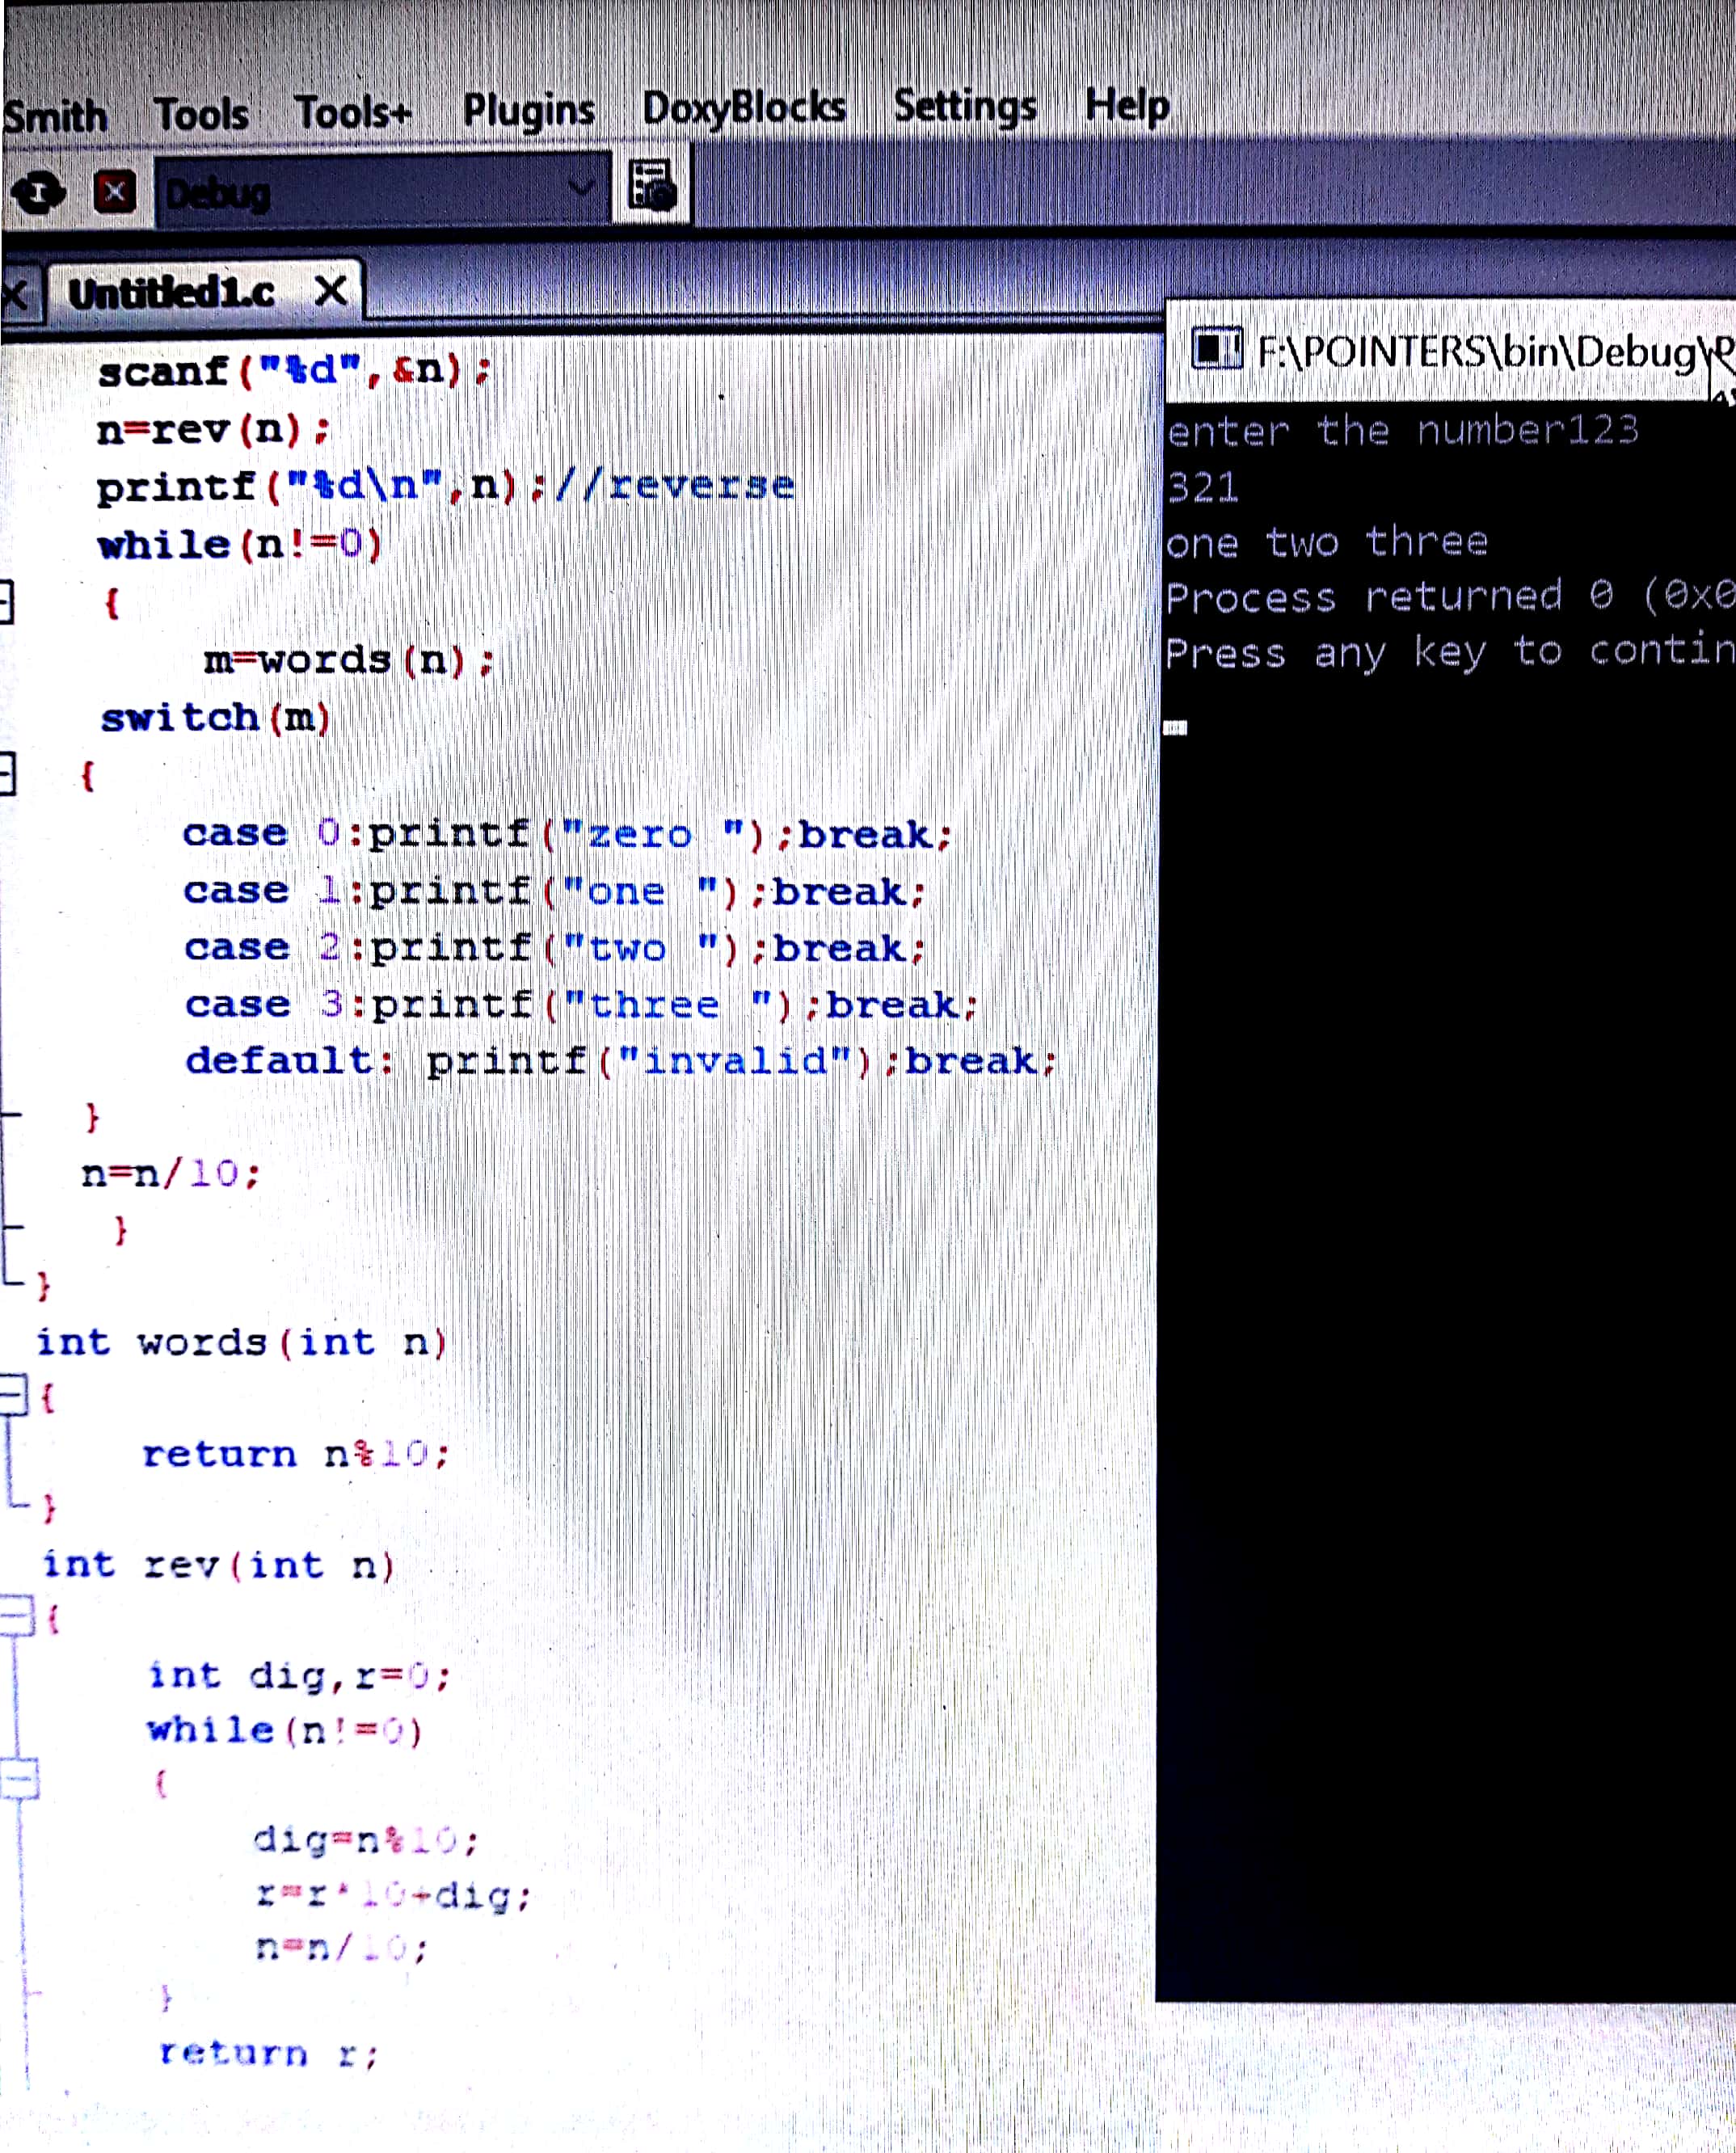 Smith Tools Tools+ Plugins DoxyBlocks Settings Help
Debug
Untitled1.c
scanf("%d",&n);
n=rev(n);
printf("%d\n",n);//reverse
while(n!=0)
{
m=words(n);
switch(m)
{
case 0:printf("zero ");break;
case 1:printf("one ");break;
case 2:printf("two ");break;
case 3:printf("three ");break;
default: printf("invalid");break;
}
n=n/10;
}
}
int words(int n)
{
return n%10;
}
int rev(int n)
{
int dig,r=0;
while(n!=0)
{
dig=n%10;
r=r*10+dig;
n=n/10;
}
return r;
F:\POINTERS\bin\Debug\
enter the number123
321
one two three
Process returned 0 (0x0
Press any key to contin